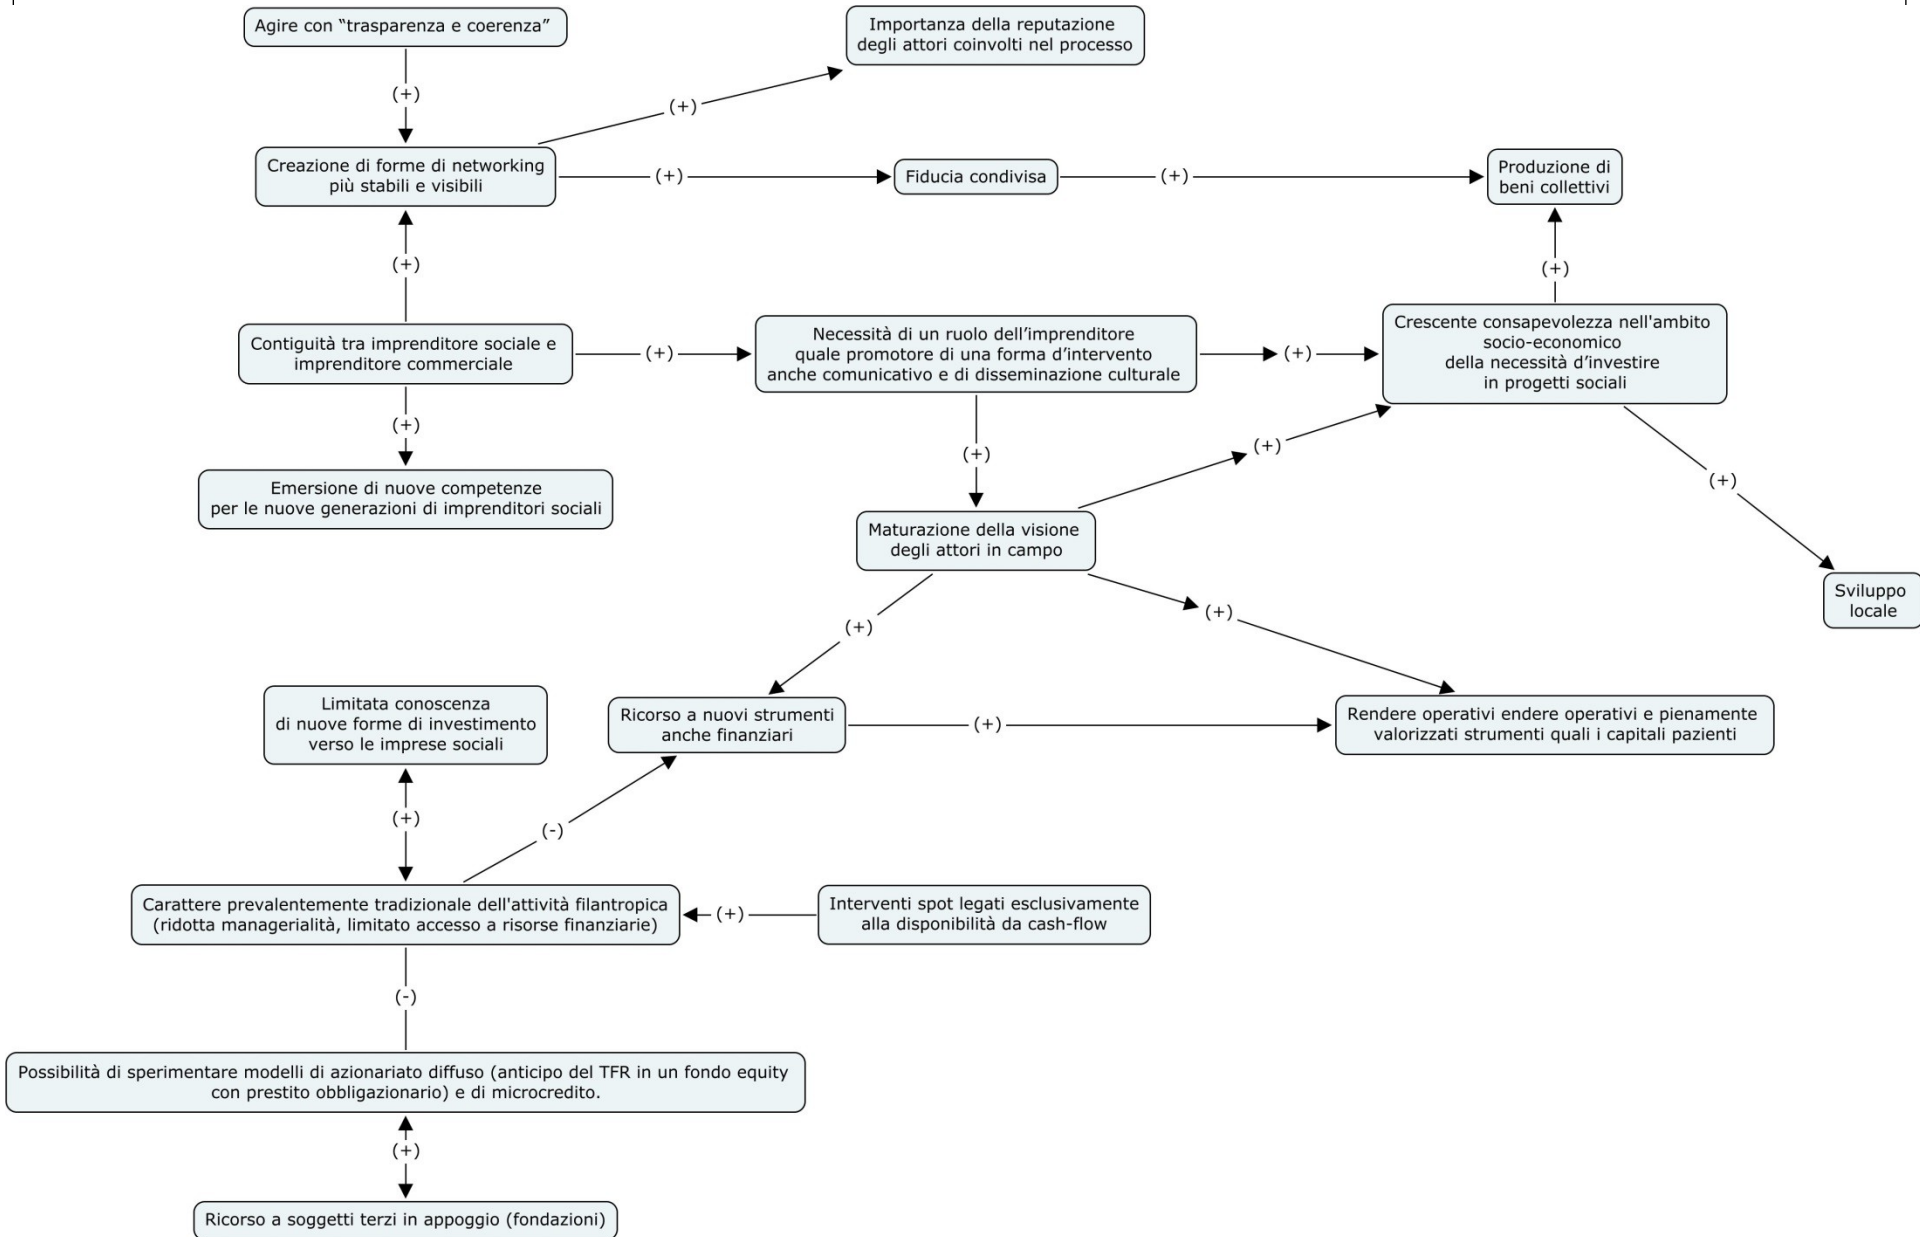 Agire con “trasparenza e coerenza”
Importanza della reputazione
degli attori coinvolti nel processo
(+)
(+)
Creazione di forme di networking
più stabili e visibili
(+)
Fiducia condivisa
(+)
Produzione di
beni collettivi
(+)
(+)
Contiguità tra imprenditore sociale e
imprenditore commerciale
(+)
Necessità di un ruolo dell’imprenditore
quale promotore di una forma d’intervento
anche comunicativo e di disseminazione culturale
(+)
Crescente consapevolezza nell'ambito
socio-economico
della necessità d’investire
in progetti sociali
(+)
(+)
(+)
(+)
Emersione di nuove competenze
per le nuove generazioni di imprenditori sociali
Maturazione della visione
degli attori in campo
Sviluppo
locale
(+)
(+)
Limitata conoscenza
di nuove forme di investimento
verso le imprese sociali
Ricorso a nuovi strumenti
anche finanziari
(+)
Rendere operativi endere operativi e pienamente
valorizzati strumenti quali i capitali pazienti
(+)
(-)
Carattere prevalentemente tradizionale dell'attività filantropica
(ridotta managerialità, limitato accesso a risorse finanziarie)
(+)
Interventi spot legati esclusivamente
alla disponibilità da cash-flow
(-)
Possibilità di sperimentare modelli di azionariato diffuso (anticipo del TFR in un fondo equity
con prestito obbligazionario) e di microcredito.
(+)
Ricorso a soggetti terzi in appoggio (fondazioni)